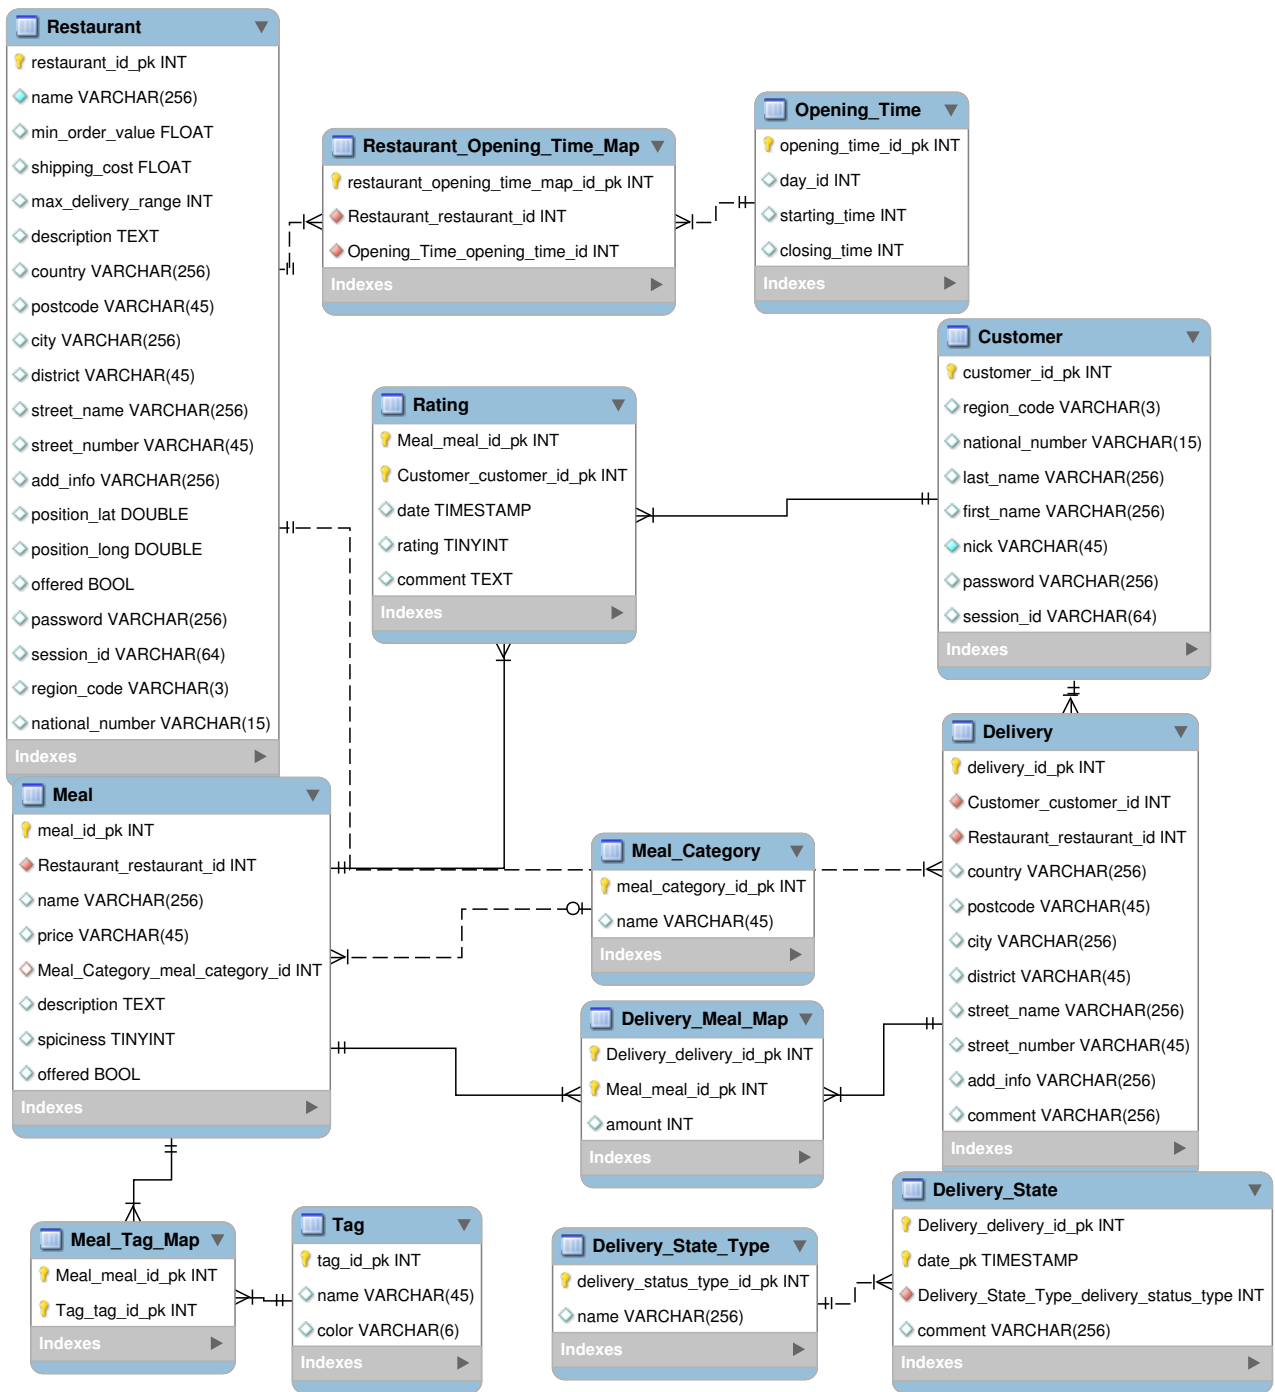 Restaurant
restaurant_id_pk INT
name VARCHAR(256)
min_order_value FLOAT
shipping_cost FLOAT
max_delivery_range INT
description TEXT
country VARCHAR(256)
postcode VARCHAR(45)
city VARCHAR(256)
district VARCHAR(45)
street_name VARCHAR(256)
street_number VARCHAR(45)
add_info VARCHAR(256)
position_lat DOUBLE
position_long DOUBLE
offered BOOL
password VARCHAR(256)
session_id VARCHAR(64)
region_code VARCHAR(3)
national_number VARCHAR(15)
Indexes
Restaurant_Opening_Time_Map
restaurant_opening_time_map_id_pk INT
Restaurant_restaurant_id INT
Opening_Time_opening_time_id INT
Indexes
Opening_Time
opening_time_id_pk INT
day_id INT
starting_time INT
closing_time INT
Indexes
Rating
Meal_meal_id_pk INT
Customer_customer_id_pk INT
date TIMESTAMP
rating TINYINT
comment TEXT
Indexes
Customer
customer_id_pk INT
region_code VARCHAR(3)
national_number VARCHAR(15)
last_name VARCHAR(256)
first_name VARCHAR(256)
nick VARCHAR(45)
password VARCHAR(256)
session_id VARCHAR(64)
Indexes
Meal
meal_id_pk INT
Restaurant_restaurant_id INT
name VARCHAR(256)
price VARCHAR(45)
Meal_Category_meal_category_id INT
description TEXT
spiciness TINYINT
offered BOOL
Indexes
Meal_Category
meal_category_id_pk INT
name VARCHAR(45)
Indexes
Delivery
delivery_id_pk INT
Customer_customer_id INT
Restaurant_restaurant_id INT
country VARCHAR(256)
postcode VARCHAR(45)
city VARCHAR(256)
district VARCHAR(45)
street_name VARCHAR(256)
street_number VARCHAR(45)
add_info VARCHAR(256)
comment VARCHAR(256)
Indexes
Delivery_Meal_Map
Delivery_delivery_id_pk INT
Meal_meal_id_pk INT
amount INT
Indexes
Meal_Tag_Map
Meal_meal_id_pk INT
Tag_tag_id_pk INT
Indexes
Tag
tag_id_pk INT
name VARCHAR(45)
color VARCHAR(6)
Indexes
Delivery_State_Type
delivery_status_type_id_pk INT
name VARCHAR(256)
Indexes
Delivery_State
Delivery_delivery_id_pk INT
date_pk TIMESTAMP
Delivery_State_Type_delivery_status_type INT
comment VARCHAR(256)
Indexes